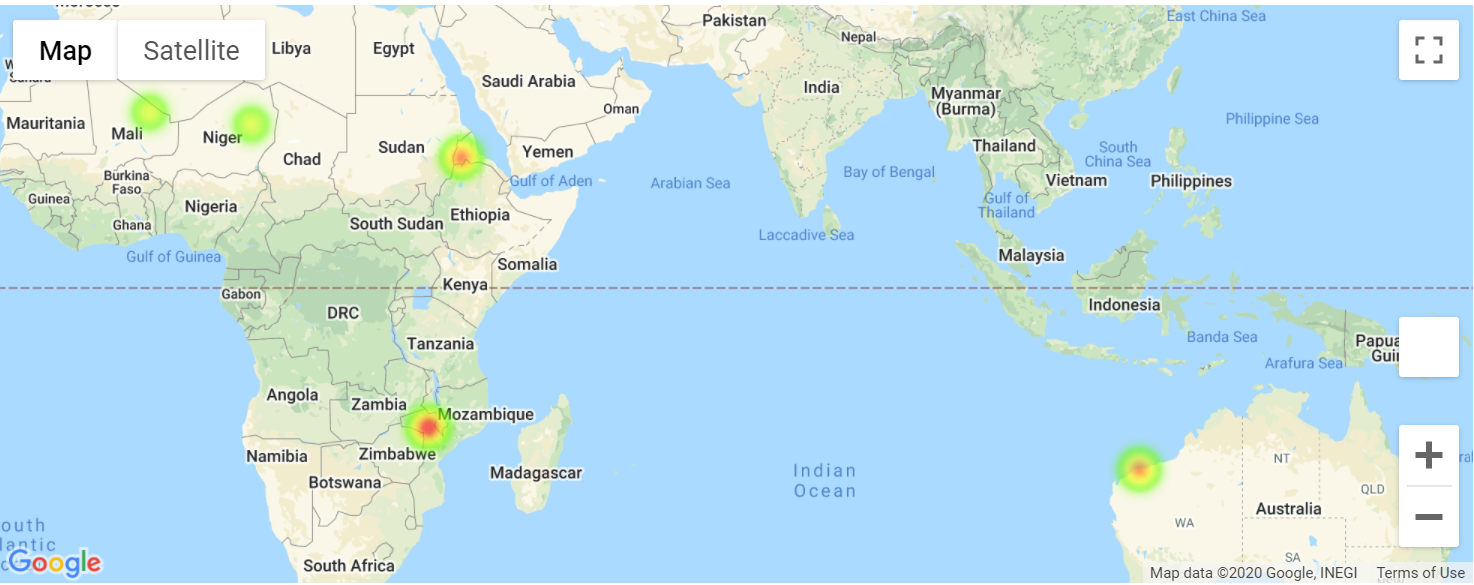 Map
Satellite
Libya
Egypt
Pakistan
Nepal
East China Sea
Saudi Arabia
India
Oman
Myanmar
(Burma)
Mauritania
Mali
Niger
Chad
Sudan
Yemen
Thailand
South
China Sea
Philippine Sea
Burkina
Faso
Guinea
Ghana
Nigeria
Gulf of Aden
Arabian Sea
Bay of Bengal
Vietnam
Philippines
Gulf of
Thailand
South Sudan
Ethiopia
Laccadive Sea
Malaysia
Gulf of Guinea
Somalia
Kenya
Gabon
DRC
Indonesia
Tanzania
Banda Sea
Arafura Sea
Papua
Angola
Zambia
Mozambique
Zimbabwe
Namibia
Botswana
Madagascar
Indian
Ocean
NT
QLD
Australia
WA
SA
South Africa
Google
Map data ©2020 Google, INEGI
Terms of Use